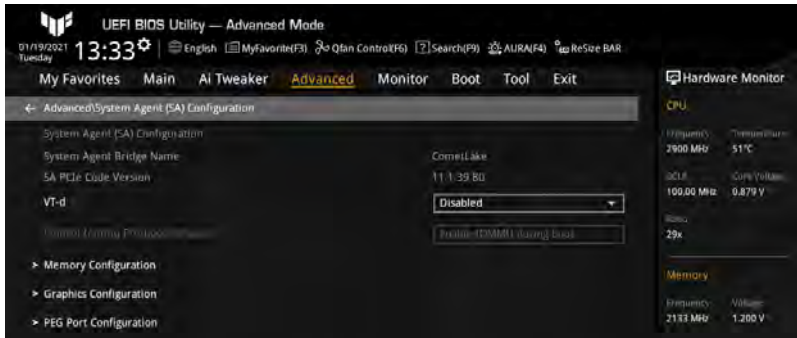 UEFI BIOS Utility — Advanced Mode
01/19/2021 Tuesday 13:33 English MyFavorite(F3) Qfan Control(F6) ? Search(F9) AURA(F4) ReSize BAR
My Favorites Main Ai Tweaker Advanced Monitor Boot Tool Exit
Hardware Monitor
← Advanced\System Agent (SA) Configuration
System Agent (SA) Configuration
System Agent Bridge Name CometLake
SA PCIe Code Version 11.1.39.80
VT-d Disabled
> Memory Configuration
> Graphics Configuration
> PEG Port Configuration
CPU
Frequency Temperature
2900 MHz 51°C
BCLK Core Voltage
100.00 MHz 0.879 V
Ratio
29x
Memory
Frequency Voltage
2133 MHz 1.200 V